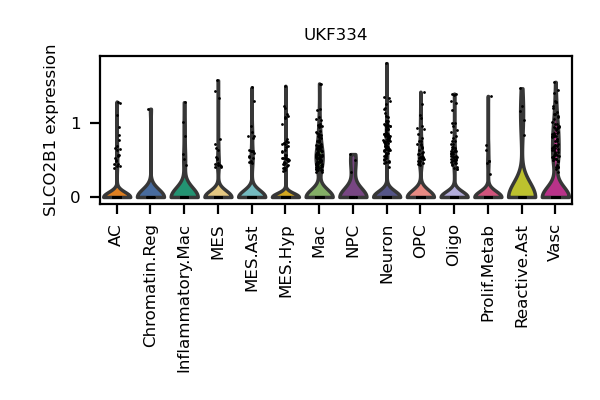 UKF334
SLCO2B1 expression
1
0
AC
Chromatin.Reg
Inflammatory.Mac
MES
MES.Ast
MES.Hyp
Mac
NPC
Neuron
OPC
Oligo
Prolif.Metab
Reactive.Ast
Vasc